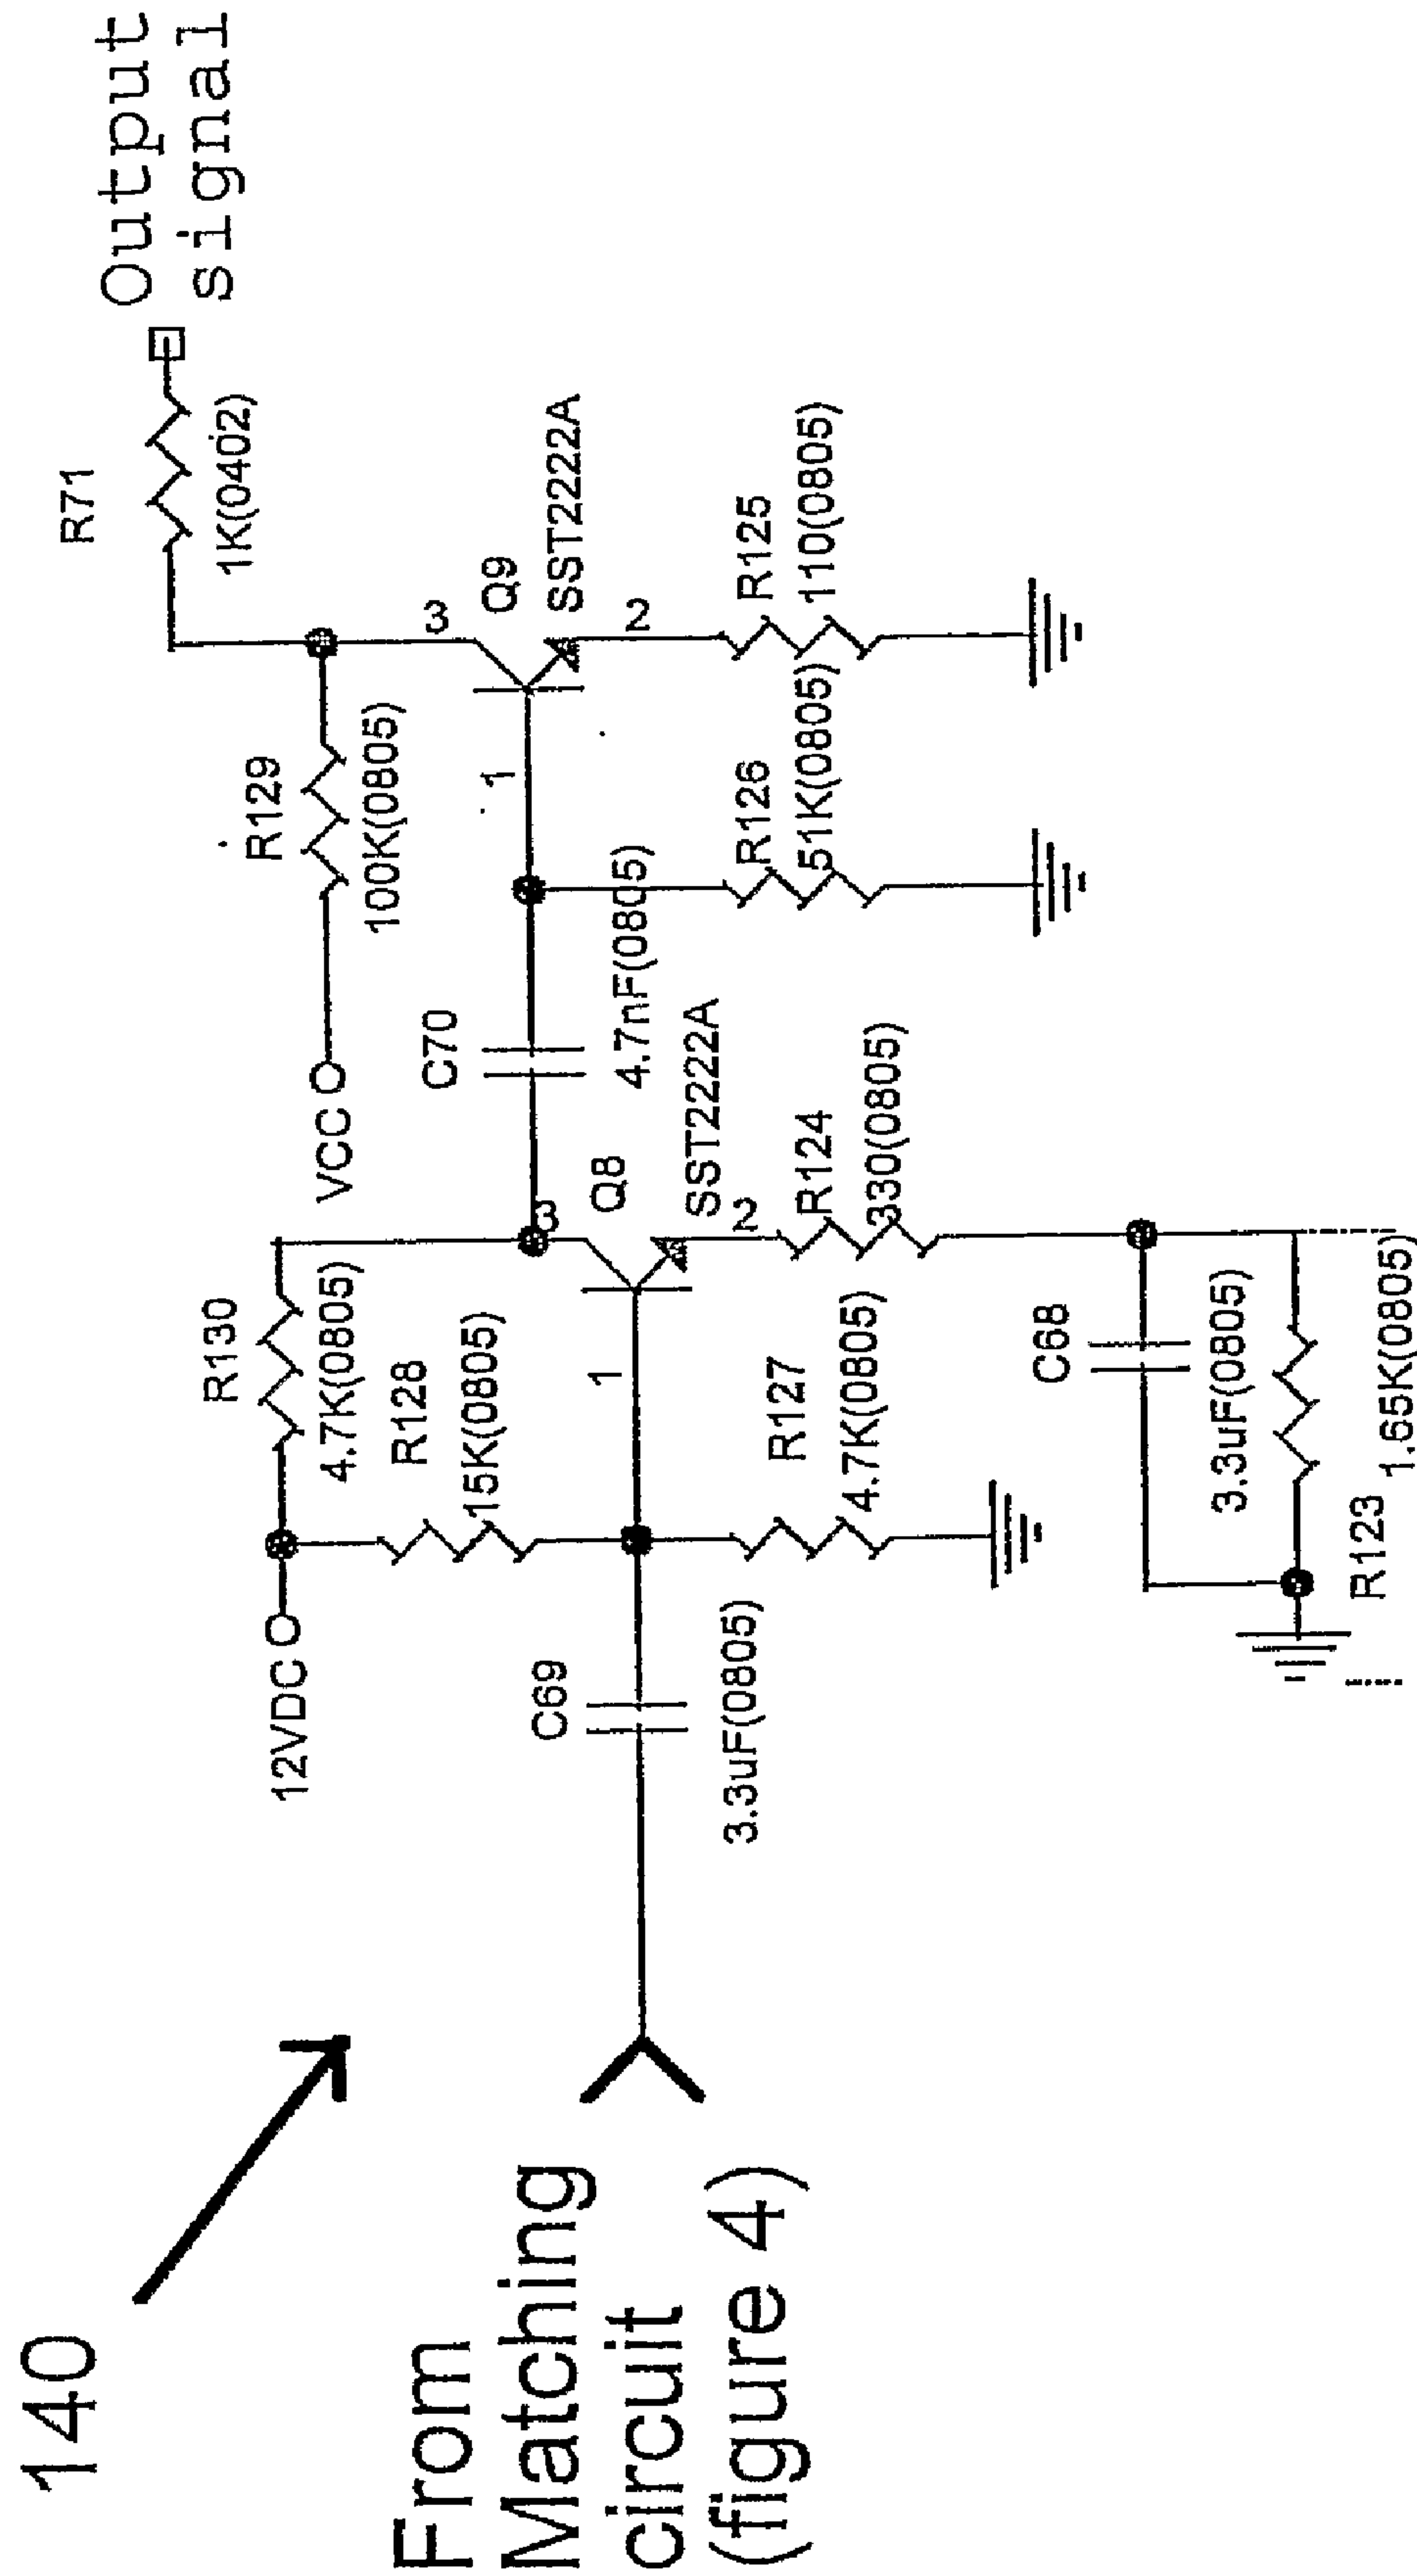 140
From
Matching
circuit
(figure 4)
12VDC
R130
4.7K(0805)
R128
15K(0805)
C69
3.3uF(0805)
1
R127
4.7K(0805)
3
Q8
SST2222A
2
R124
330(0805)
C68
3.3uF(0805)
R123
1.65K(0805)
VCC
R129
100K(0805)
C70
4.7nF(0805)
1
R126
51K(0805)
3
Q9
SST2222A
2
R125
110(0805)
R71
1K(0402)
Output
signal